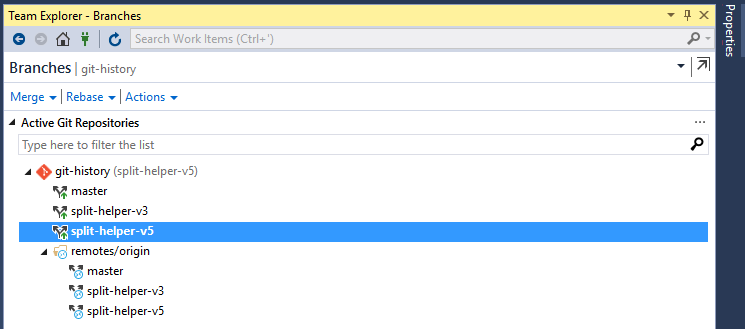 Team Explorer - Branches
Search Work Items (Ctrl+')
Branches | git-history
Merge Rebase Actions
Active Git Repositories
Type here to filter the list
git-history (split-helper-v5)
master
split-helper-v3
split-helper-v5
remotes/origin
master
split-helper-v3
split-helper-v5
Properties